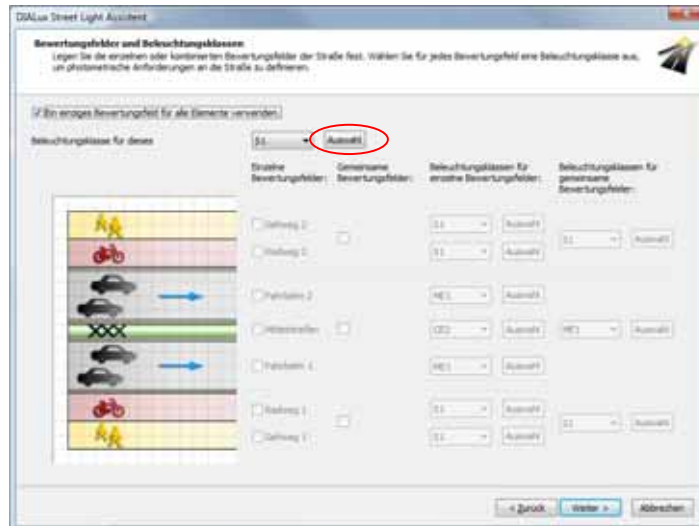 DIALux Street Light Assistent
Bewertungsfelder und Beleuchtungsklassen
Legen Sie die einzelnen oder kombinierten Bewertungsfelder der Straße fest. Wählen Sie für jedes Bewertungsfeld eine Beleuchtungsklasse aus,
um photometrische Anforderungen an die Straße zu definieren.
Ein einziges Bewertungsfeld für alle Elemente verwenden.
Beleuchtungsklasse für dieses S1 Auswahl
Einzelne Gemeinsame Beleuchtungsklassen für Beleuchtungsklassen für
Bewertungsfelder: Bewertungsfelder: einzelne Bewertungsfelder: gemeinsame
Bewertungsfelder:
Gehweg 2 S1 Auswahl
S1 Auswahl
Radweg 2 S1 Auswahl
Fahrbahn 2 ME1 Auswahl
XXX Mittelstreifen CE2 Auswahl ME1 Auswahl
Fahrbahn 1 ME1 Auswahl
Radweg 1 S1 Auswahl
S1 Auswahl
Gehweg 1 S1 Auswahl
< Zurück Weiter > Abbrechen